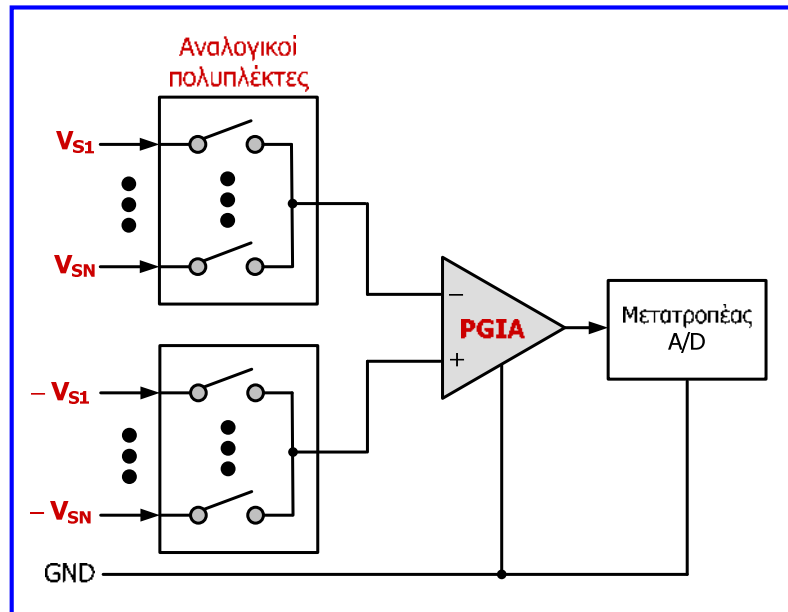 Αναλογικοί
πολυπλέκτες
VS1
VSN
−
PGIA
+
Μετατροπέας
A/D
− VS1
− VSN
GND